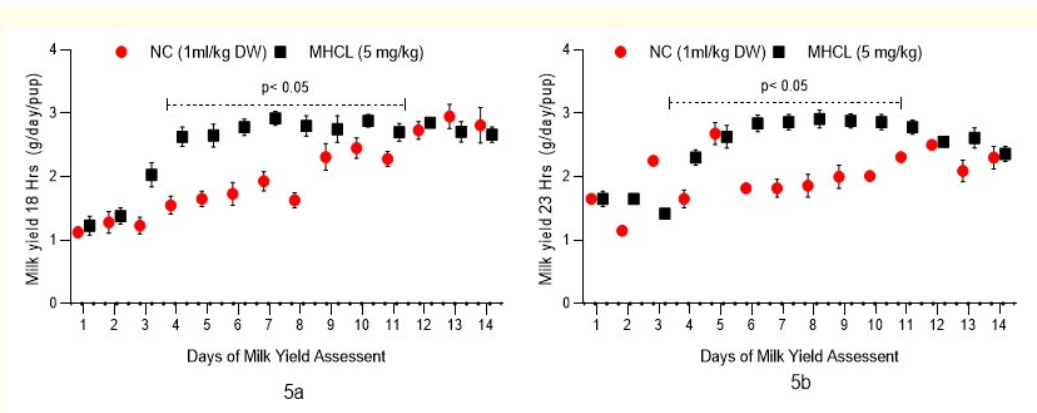 NC (1ml/kg DW) MHCL (5 mg/kg)
p< 0.05
Milk yield 18 Hrs (g/day/pup)
4
3
2
1
0
1 2 3 4 5 6 7 8 9 10 11 12 13 14
Days of Milk Yield Assessent
5a
NC (1ml/kg DW) MHCL (5 mg/kg)
p< 0.05
Milk yield 23 Hrs (g/day/pup)
4
3
2
1
0
1 2 3 4 5 6 7 8 9 10 11 12 13 14
Days of Milk Yield Assessent
5b